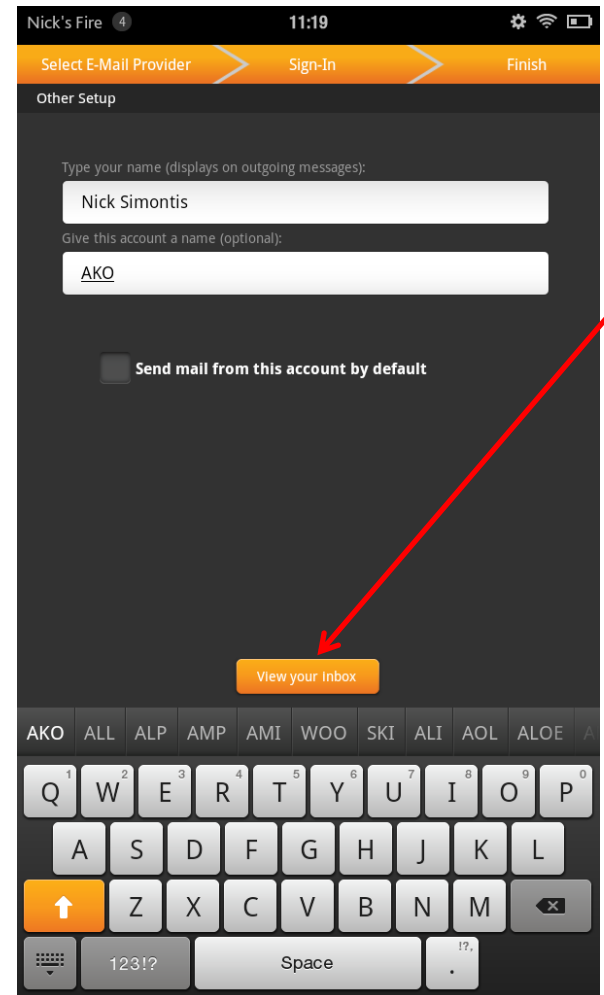 Nick's Fire 4 11:19
Select E-Mail Provider Sign-In Finish
Other Setup
Type your name (displays on outgoing messages):
Nick Simontis
Give this account a name (optional):
AKO
Send mail from this account by default
View your Inbox
AKO ALL ALP AMP AMI WOO SKI ALI AOL ALOE A
Q 1 W 2 E 3 R 4 T 5 Y 6 U 7 I 8 O 9 P 0
A S D F G H J K L
Z X C V B N M
123!? Space . !?,